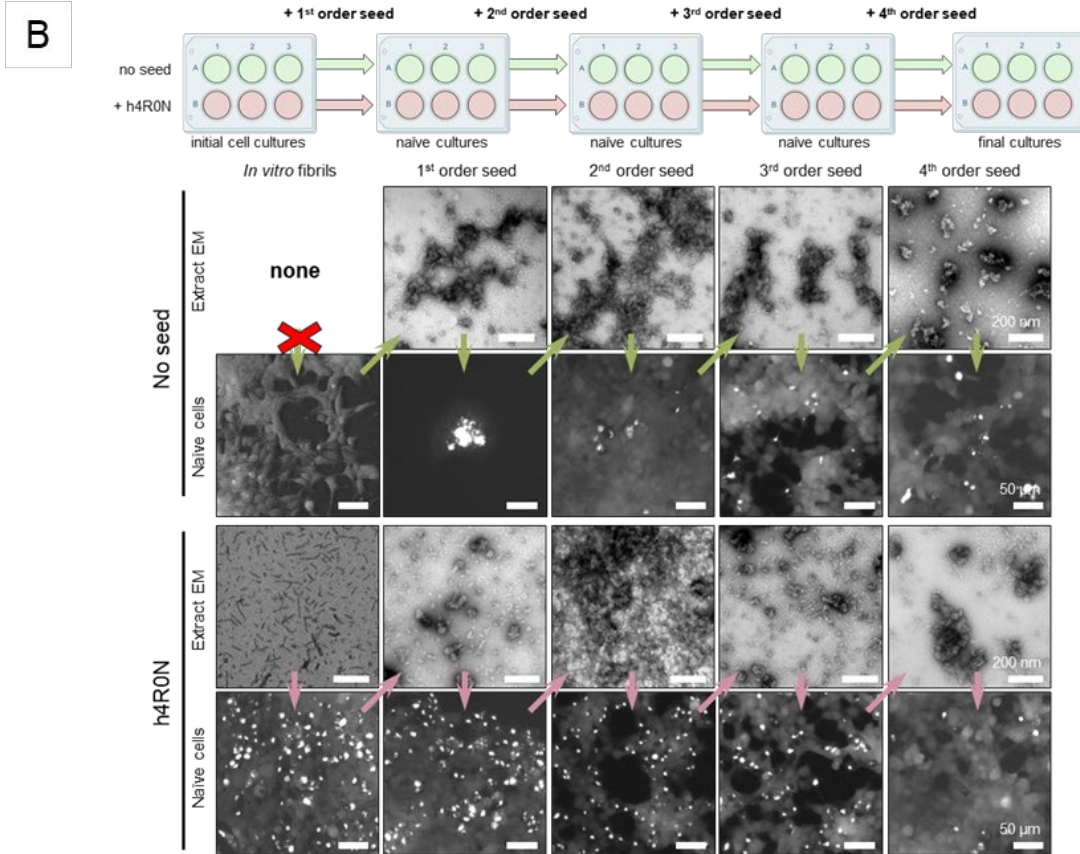 B
+ 1st order seed
+ 2nd order seed
+ 3rd order seed
+ 4th order seed
1 2 3
1 2 3
1 2 3
1 2 3
1 2 3
no seed
A
A
A
A
A
+ h4R0N
B
B
B
B
B
initial cell cultures
naïve cultures
naïve cultures
naïve cultures
final cultures
In vitro fibrils
1st order seed
2nd order seed
3rd order seed
4th order seed
No seed
Extract EM
none
200 nm
Naïve cells
50 µm
h4R0N
Extract EM
200 nm
Naïve cells
50 µm